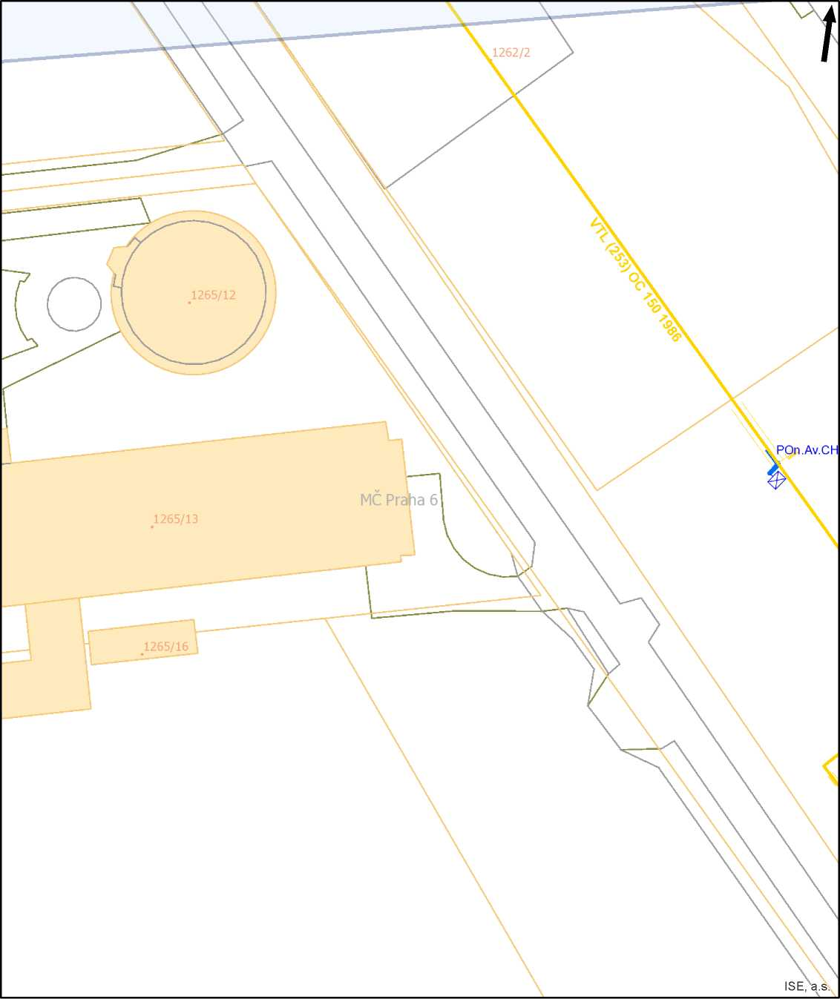 1262/2
VTL (253) OC 150 1986
1265/12
POn.Av.CH
MČ Praha 6
1265/13
1265/16
ISE, a.s.